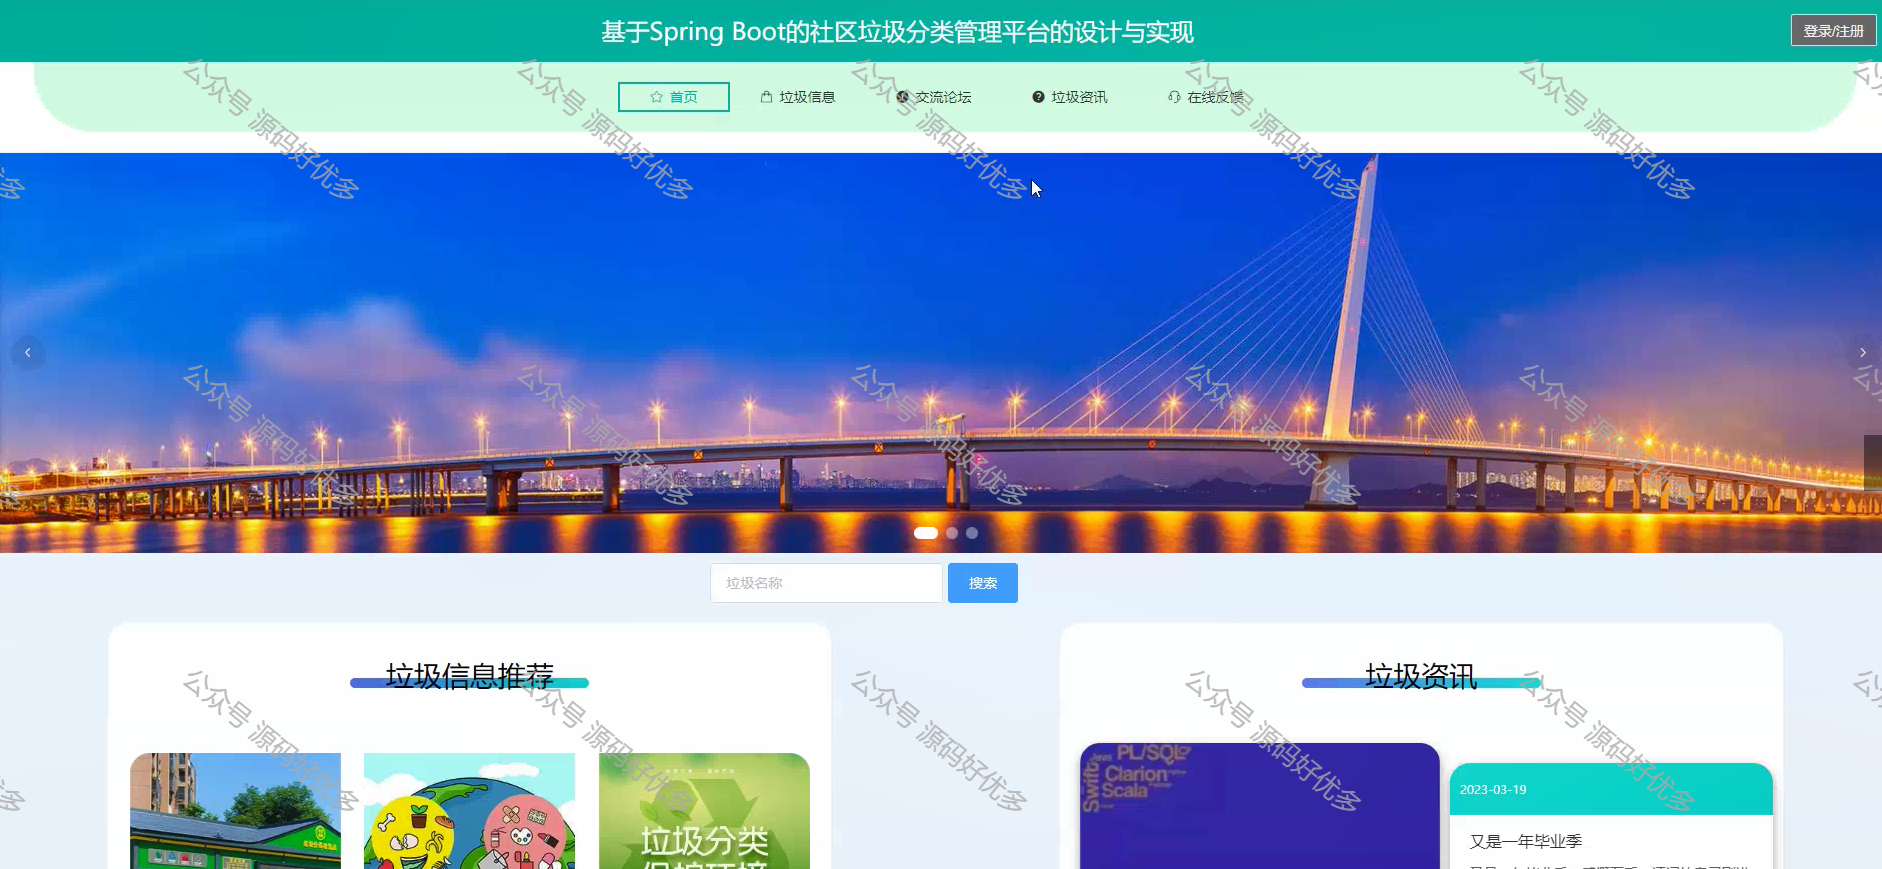 基于Spring Boot的社区垃圾分类管理平台的设计与实现
登录/注册
首页
垃圾信息
交流论坛
垃圾资讯
在线反馈
垃圾名称
搜索
垃圾信息推荐
垃圾资讯
垃圾分类
PL/SQL
Swift
Clarion
Scala
2023-03-19
又是一年毕业季
公众号 源码好优多